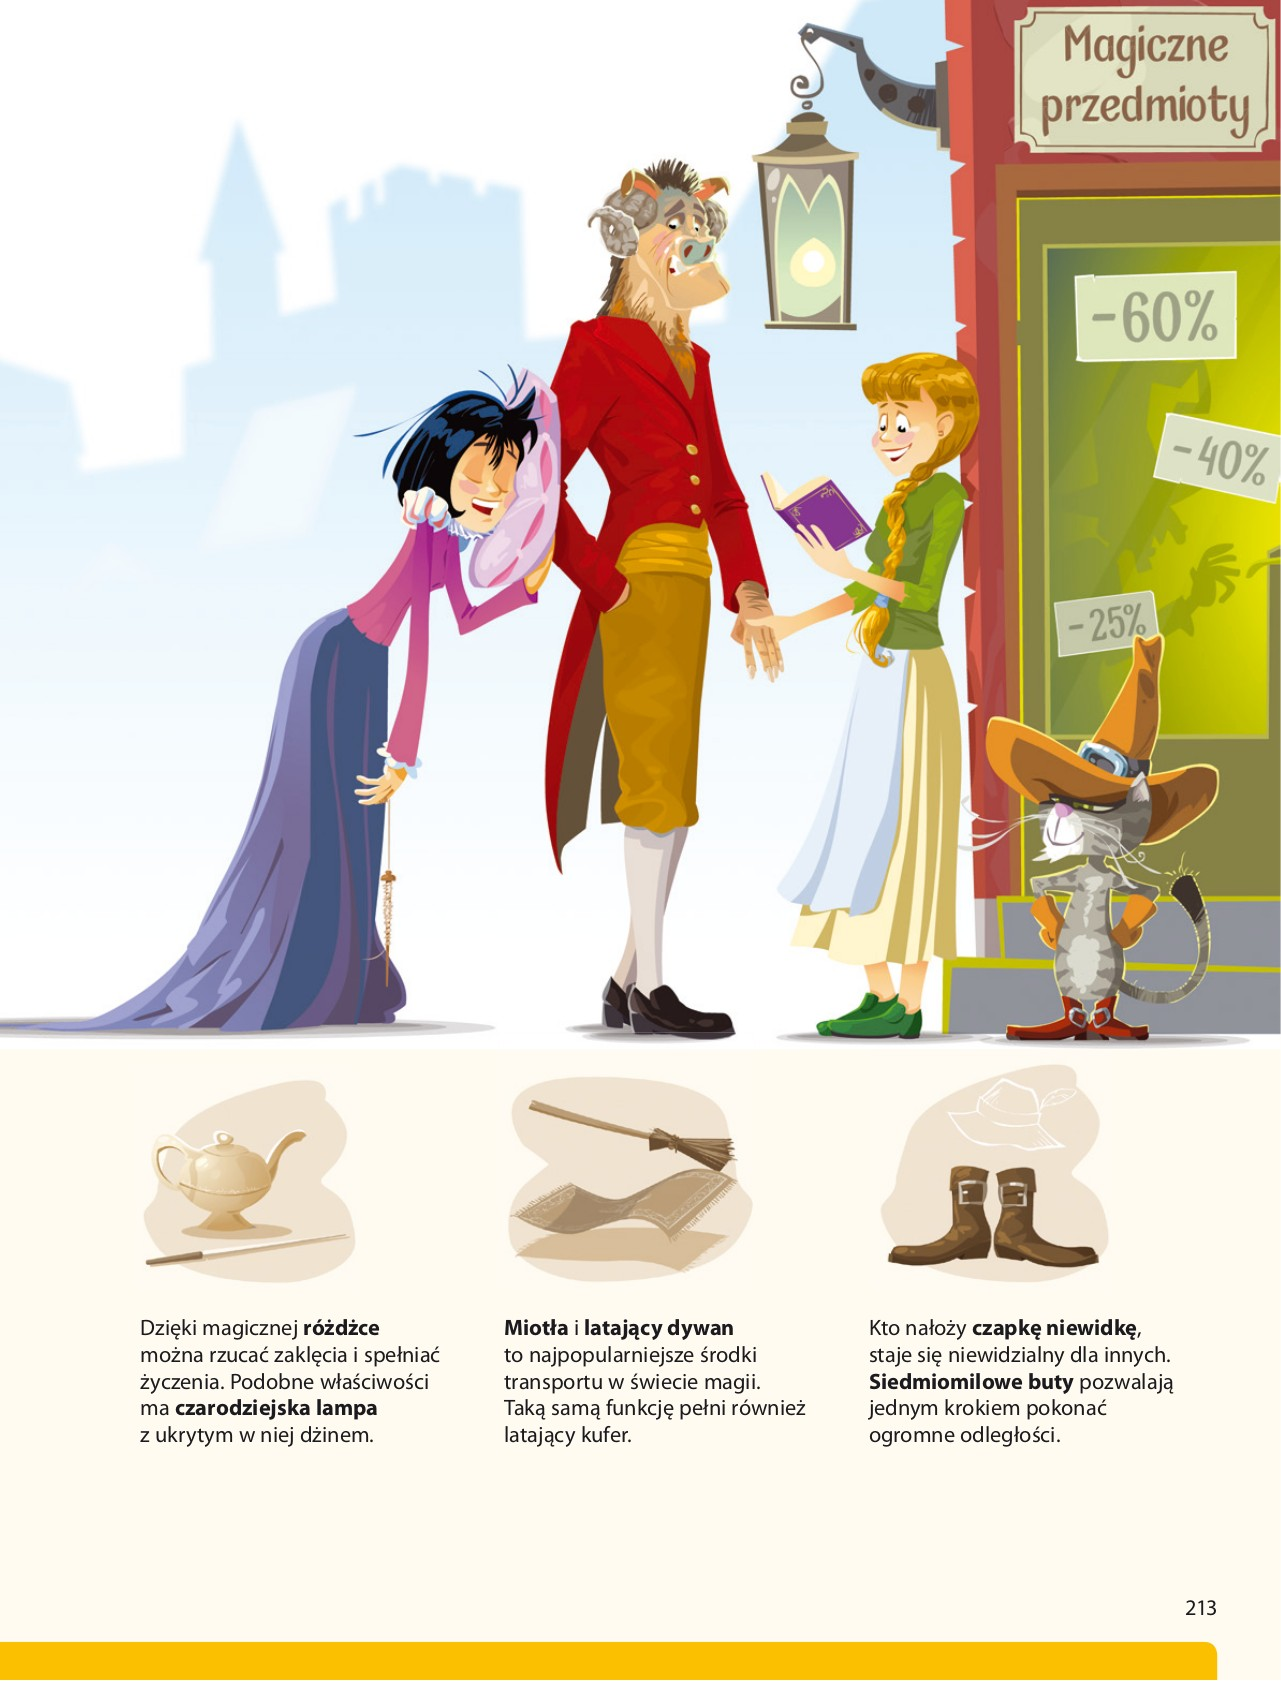 Magiczne
przedmioty
-60%
-40%
-25%
Dzięki magicznej różdżce
można rzucać zaklęcia i spełniać
życzenia. Podobne właściwości
ma czarodziejska lampa
z ukrytym w niej dżinem.
Miotła i latający dywan
to najpopularniejsze środki
transportu w świecie magii.
Taką samą funkcję pełni również
latający kufer.
Kto nałoży czapkę niewidkę,
staje się niewidzialny dla innych.
Siedmiomilowe buty pozwalają
jednym krokiem pokonać
ogromne odległości.
213